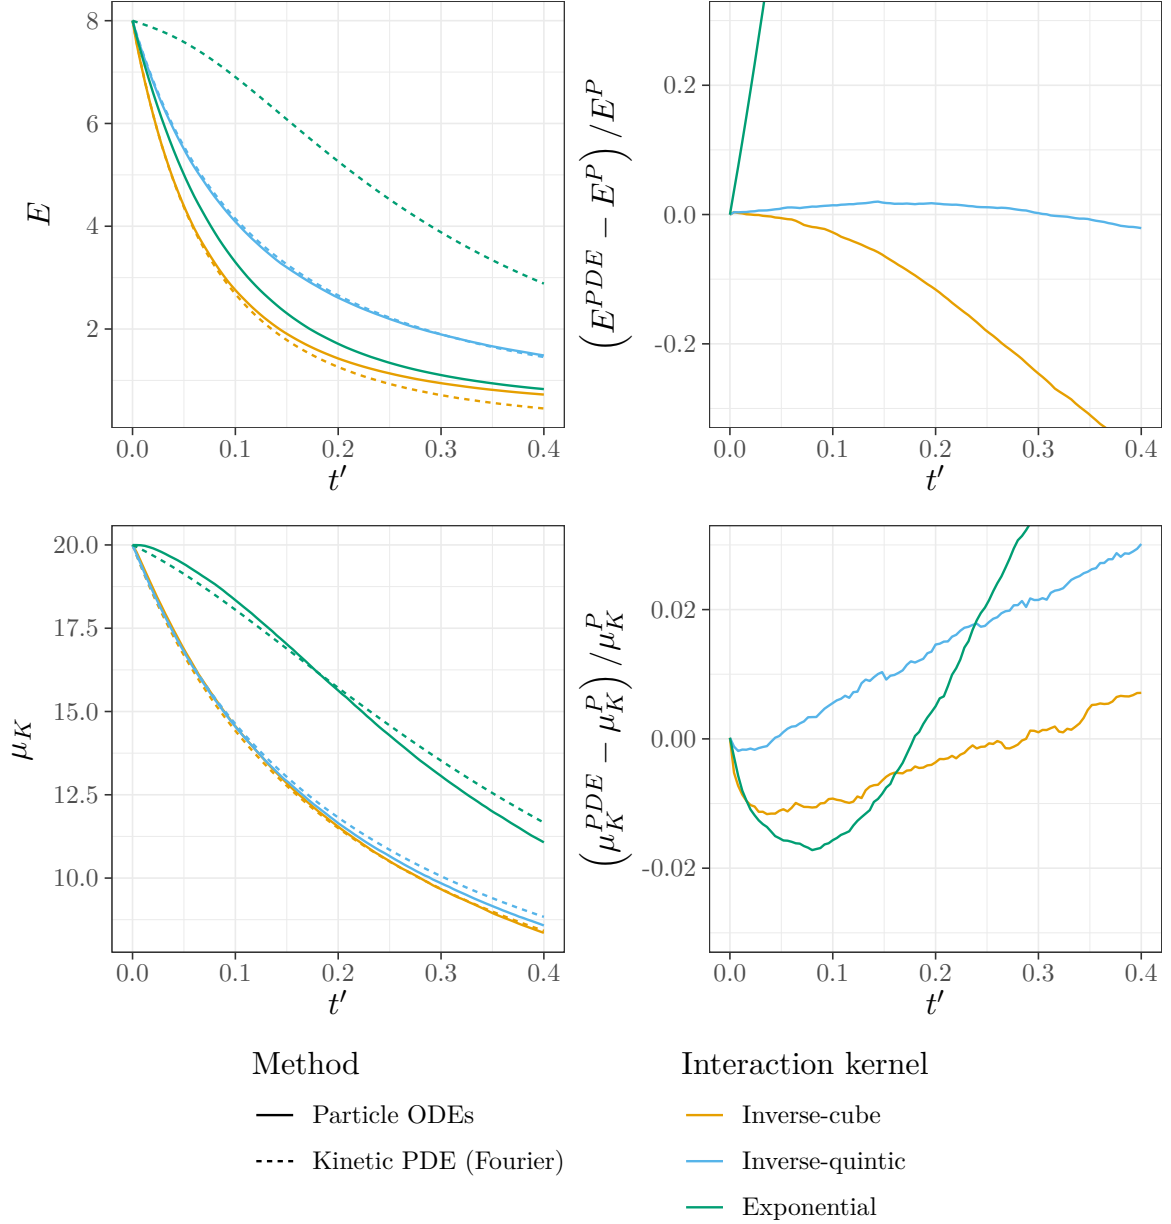 8
6
4
2
E
0.0 0.1 0.2 0.3 0.4
t′
0.2
0.0
-0.2
(E^{PDE} − E^P) /E^P
0.0 0.1 0.2 0.3 0.4
t′
20.0
17.5
15.0
12.5
10.0
μ_K
0.0 0.1 0.2 0.3 0.4
t′
0.02
0.00
-0.02
(μ_K^{PDE} − μ_K^P) /μ_K^P
0.0 0.1 0.2 0.3 0.4
t′
Method
Particle ODEs
Kinetic PDE (Fourier)
Interaction kernel
Inverse-cube
Inverse-quintic
Exponential